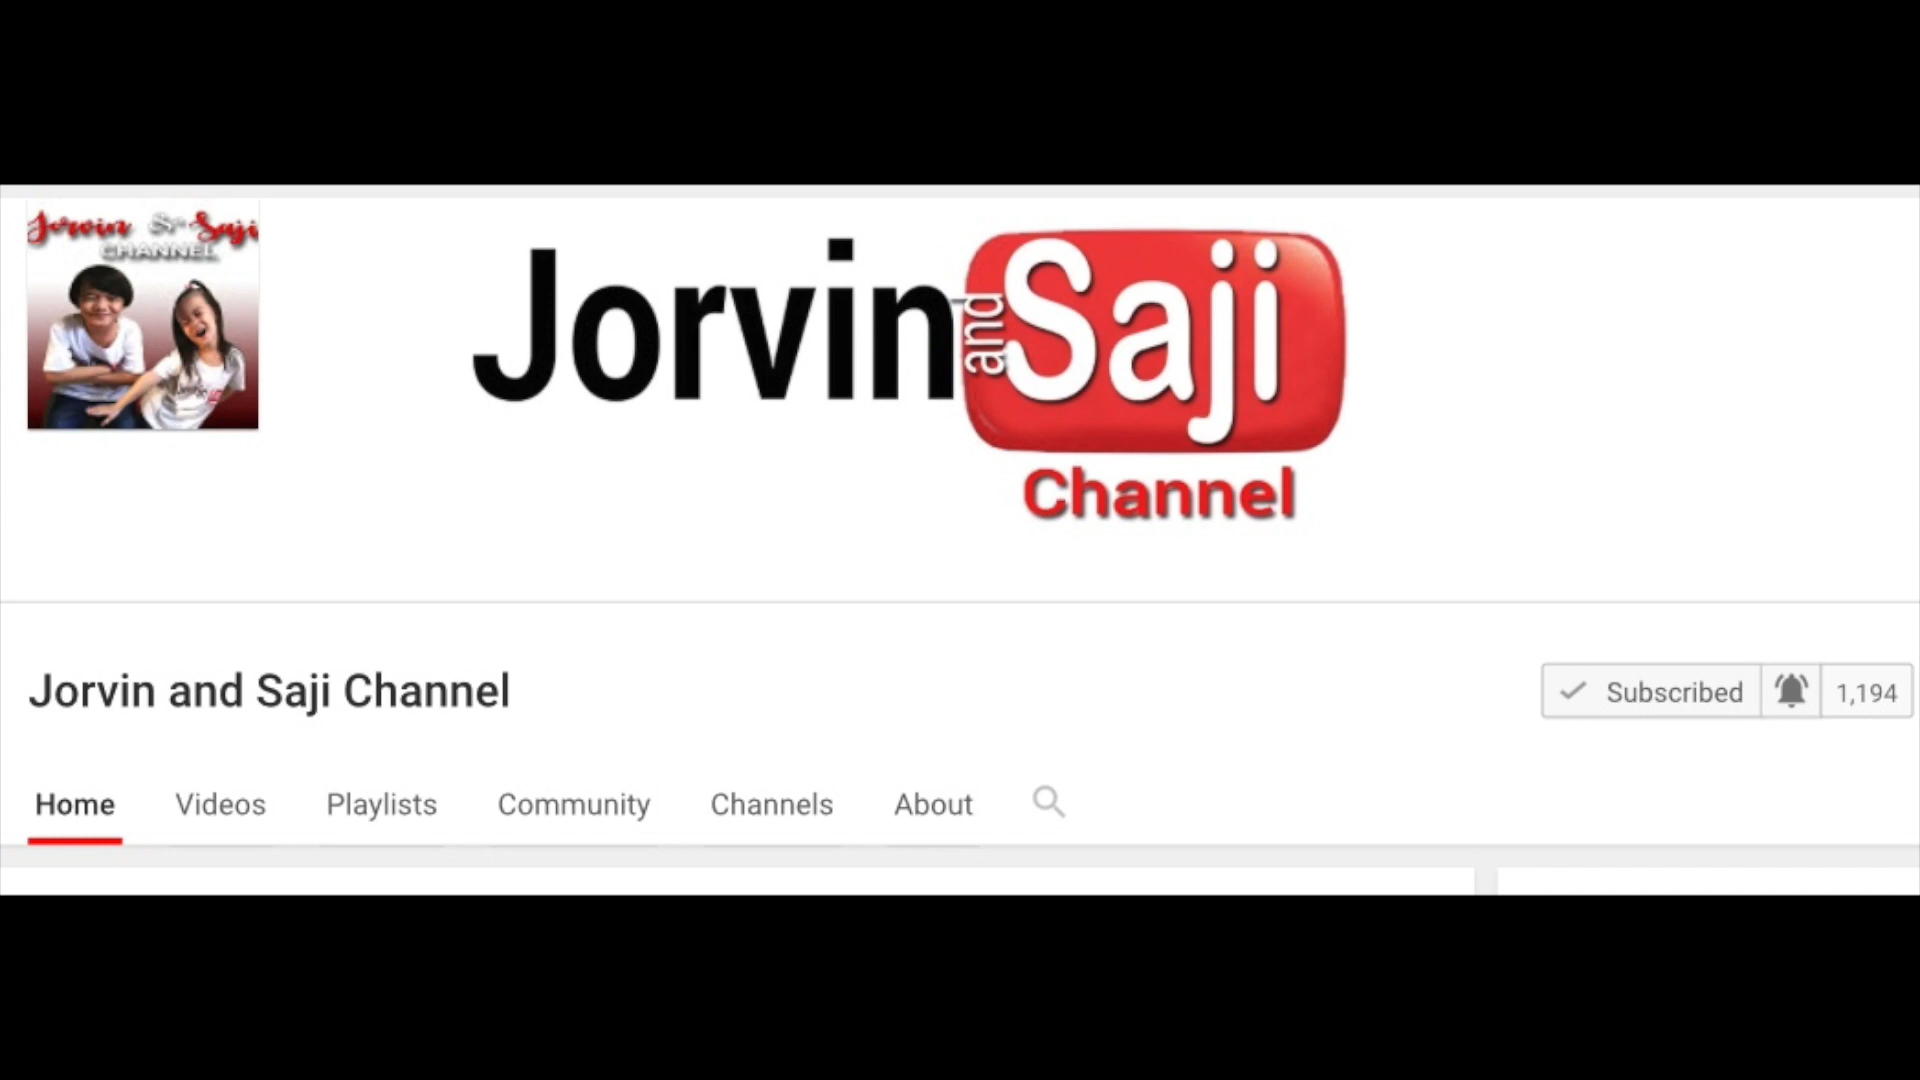 Jorvin & Saji
CHANNEL
Jorvin and Saji
Channel
Jorvin and Saji Channel
Subscribed 1,194
Home Videos Playlists Community Channels About